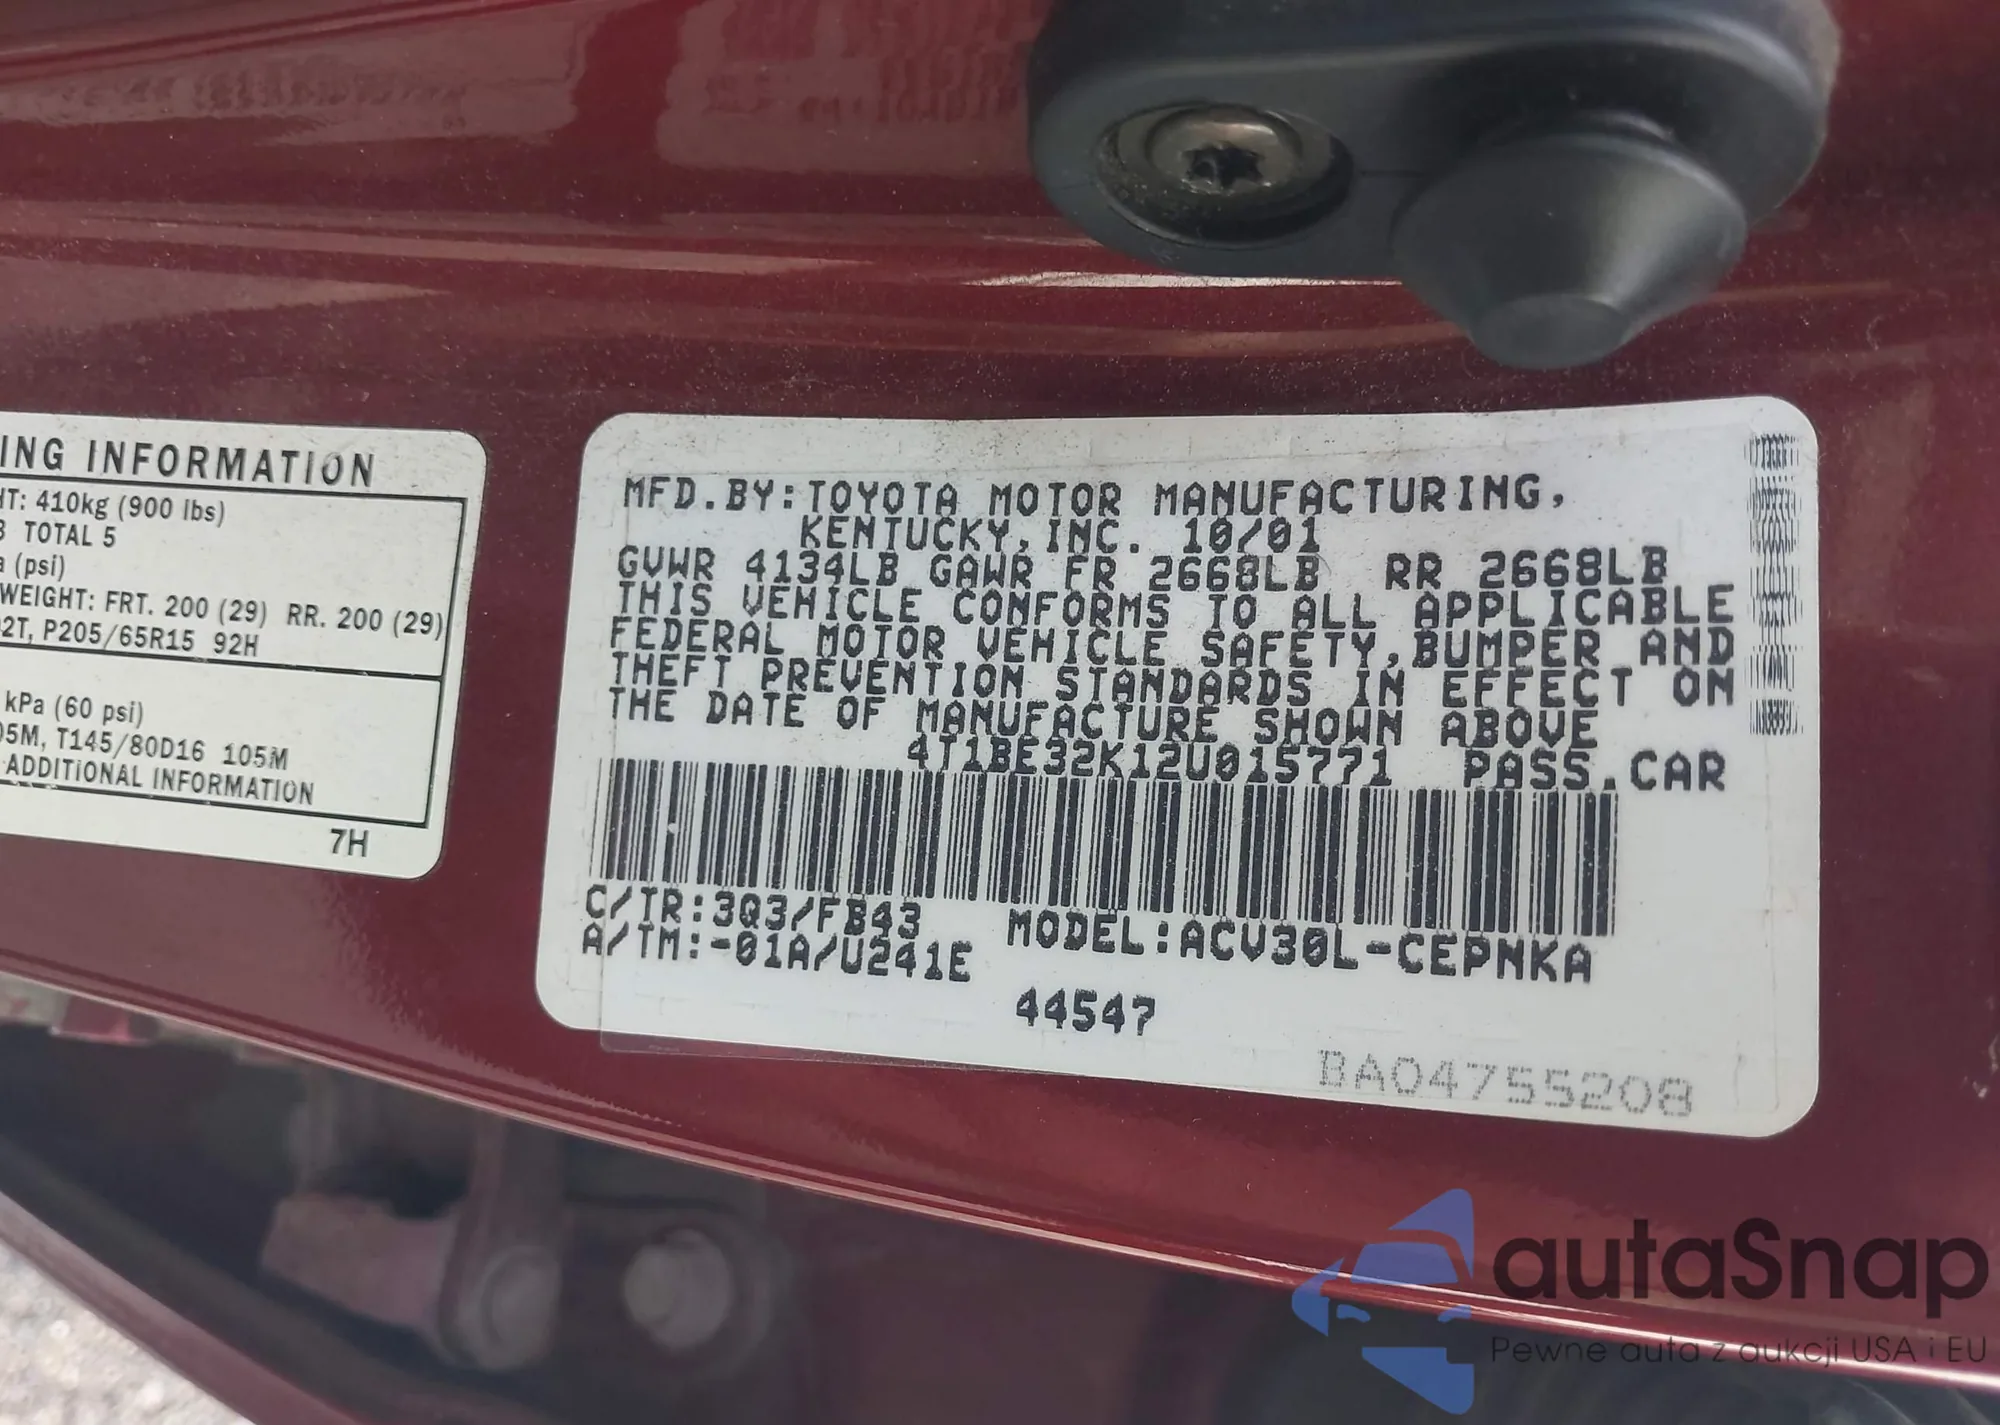 ING INFORMATION
HT: 410kg (900 lbs)
3 TOTAL 5
a (psi)
WEIGHT: FRT. 200 (29) RR. 200 (29)
02T, P205/65R15 92H
kPa (60 psi)
05M, T145/80D16 105M
ADDITIONAL INFORMATION
7H
MFD.BY:TOYOTA MOTOR MANUFACTURING,
KENTUCKY,INC. 10/01
GVWR 4134LB GAWR FR 2668LB RR 2668LB
THIS VEHICLE CONFORMS TO ALL APPLICABLE
FEDERAL MOTOR VEHICLE SAFETY,BUMPER AND
THEFT PREVENTION STANDARDS IN EFFECT ON
THE DATE OF MANUFACTURE SHOWN ABOVE
4T1BE32K12U015771 PASS.CAR
C/TR:3Q3/FB43 MODEL:ACV30L-CEPNKA
A/TM:-01A/U241E
44547
BA04755208
autaSnap
Pewne auta z aukcji USA i EU